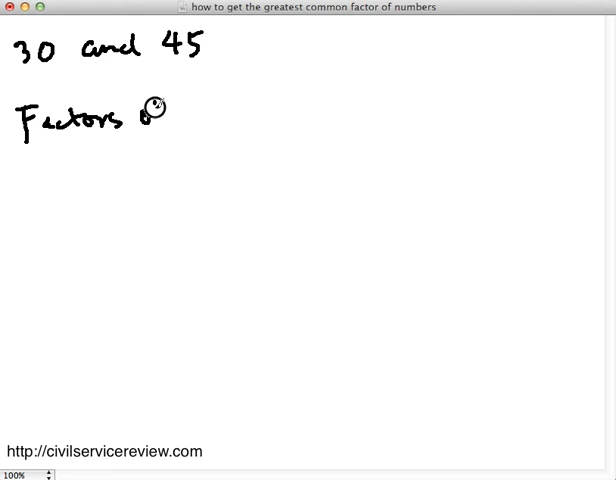 how to get the greatest common factor of numbers
30 and 45
Factors
http://civilservicereview.com
100%